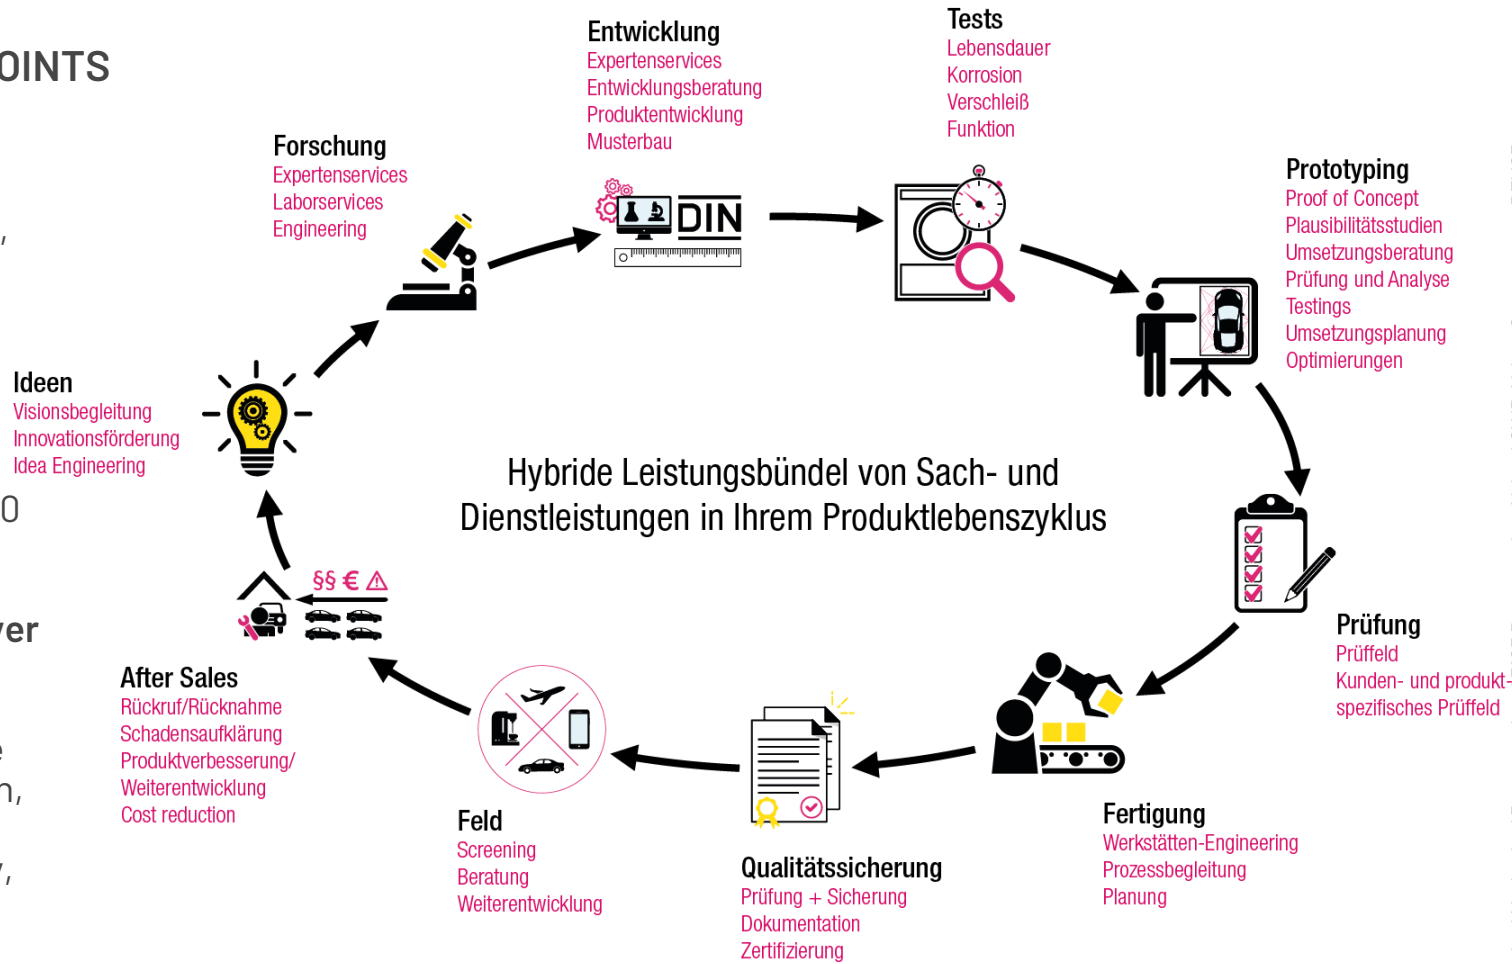 OINTS
,
0
ver
e
n,
,
Entwicklung
Expertenservices
Entwicklungsberatung
Produktentwicklung
Musterbau
Tests
Lebensdauer
Korrosion
Verschleiß
Funktion
Forschung
Expertenservices
Laborservices
Engineering
DIN
Prototyping
Proof of Concept
Plausibilitätsstudien
Umsetzungsberatung
Prüfung und Analyse
Testings
Umsetzungsplanung
Optimierungen
Ideen
Visionsbegleitung
Innovationsförderung
Idea Engineering
Hybride Leistungsbündel von Sach- und
Dienstleistungen in Ihrem Produktlebenszyklus
§§ €
Prüfung
Prüffeld
Kunden- und produkt-
spezifisches Prüffeld
After Sales
Rückruf/Rücknahme
Schadensaufklärung
Produktverbesserung/
Weiterentwicklung
Cost reduction
Feld
Screening
Beratung
Weiterentwicklung
Qualitätssicherung
Prüfung + Sicherung
Dokumentation
Zertifizierung
Fertigung
Werkstätten-Engineering
Prozessbegleitung
Planung